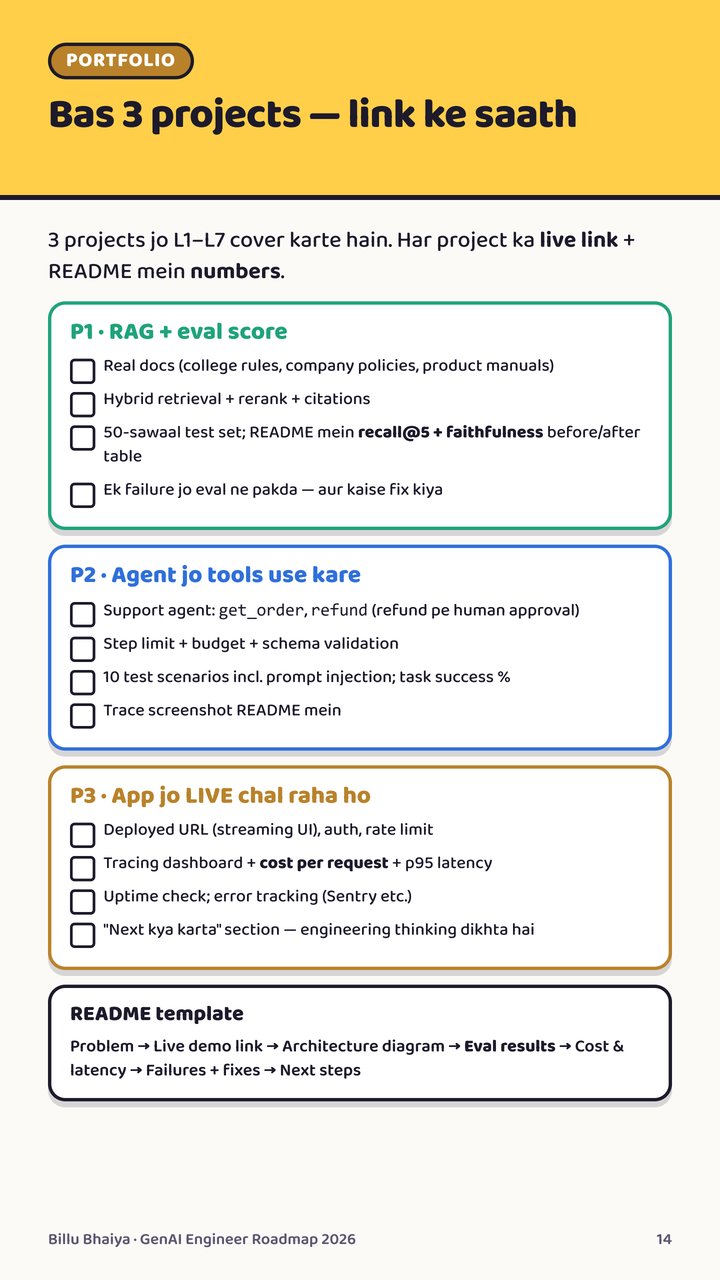 PORTFOLIO
Bas 3 projects — link ke saath
3 projects jo L1–L7 cover karte hain. Har project ka live link +
README mein numbers.
P1 · RAG + eval score
Real docs (college rules, company policies, product manuals)
Hybrid retrieval + rerank + citations
50-sawaal test set; README mein recall@5 + faithfulness before/after
table
Ek failure jo eval ne pakda — aur kaise fix kiya
P2 · Agent jo tools use kare
Support agent: get_order, refund (refund pe human approval)
Step limit + budget + schema validation
10 test scenarios incl. prompt injection; task success %
Trace screenshot README mein
P3 · App jo LIVE chal raha ho
Deployed URL (streaming UI), auth, rate limit
Tracing dashboard + cost per request + p95 latency
Uptime check; error tracking (Sentry etc.)
"Next kya karta" section — engineering thinking dikhta hai
README template
Problem → Live demo link → Architecture diagram → Eval results → Cost &
latency → Failures + fixes → Next steps
Billu Bhaiya · GenAI Engineer Roadmap 2026
14